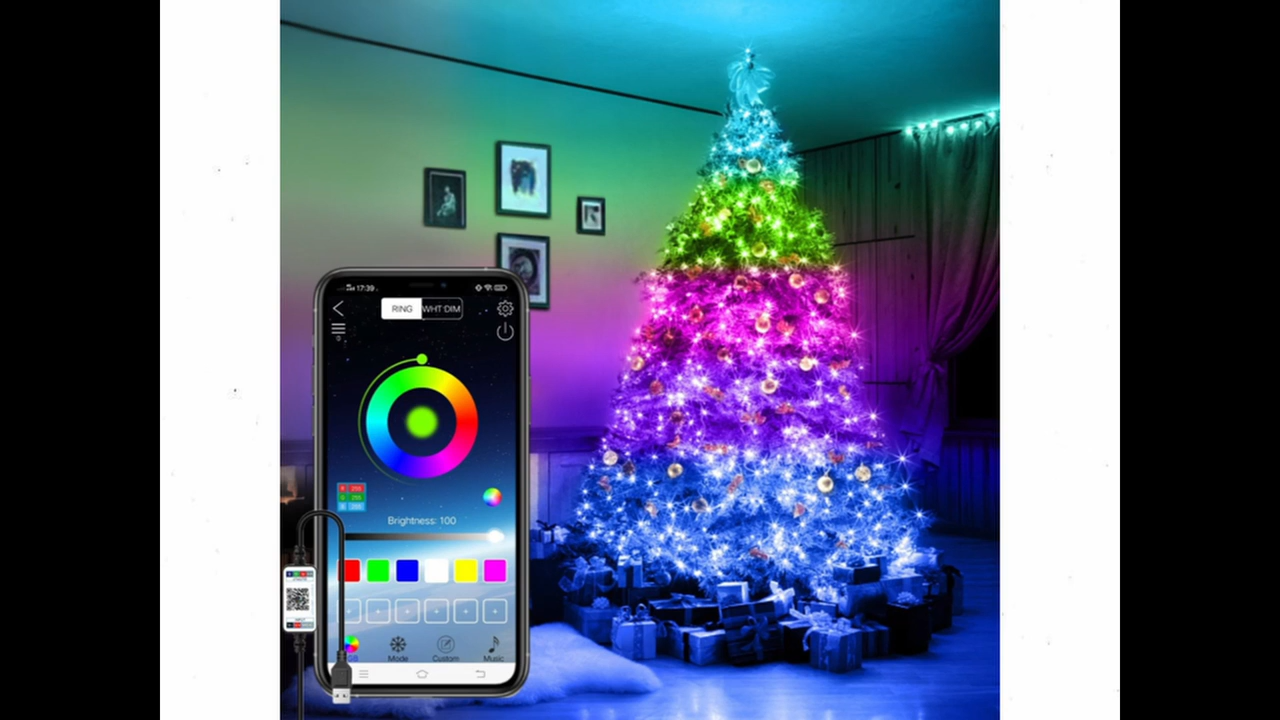 17:39
RING WHT DIM
R 255
G 255
B 255
Brightness: 100
Mode Custom Music